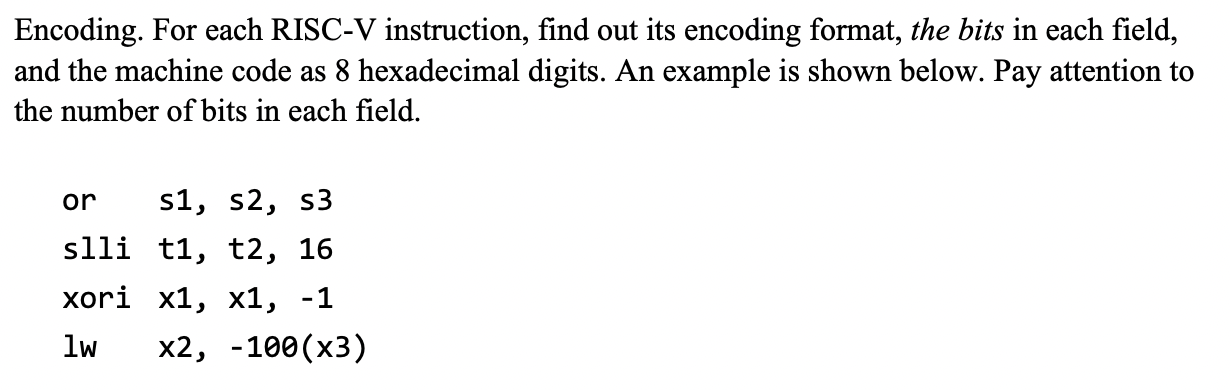 Encoding. For each RISC-V instruction, find out its encoding format, the bits in each field,
and the machine code as 8 hexadecimal digits. An example is shown below. Pay attention to
the number of bits in each field.
or s1, s2, s3
slli t1, t2, 16
xori x1, x1, -1
lw x2, -100(x3)